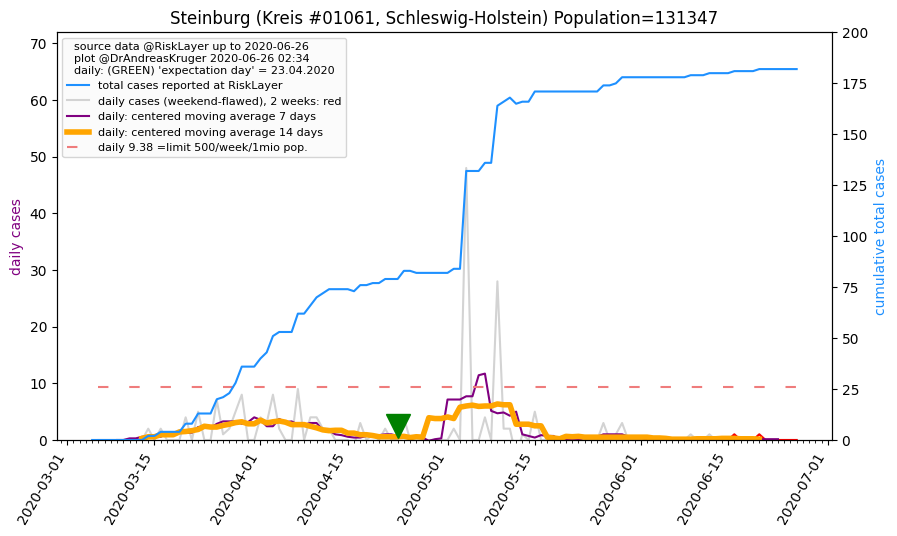 Steinburg (Kreis #01061, Schleswig-Holstein) Population=131347
source data @RiskLayer up to 2020-06-26
plot @DrAndreasKruger 2020-06-26 02:34
daily: (GREEN) 'expectation day' = 23.04.2020
total cases reported at RiskLayer
daily cases (weekend-flawed), 2 weeks: red
daily: centered moving average 7 days
daily: centered moving average 14 days
daily 9.38 =limit 500/week/1mio pop.
daily cases
70
60
50
40
30
20
10
0
cumulative total cases
200
175
150
125
100
75
50
25
0
2020-03-01
2020-03-15
2020-04-01
2020-04-15
2020-05-01
2020-05-15
2020-06-01
2020-06-15
2020-07-01